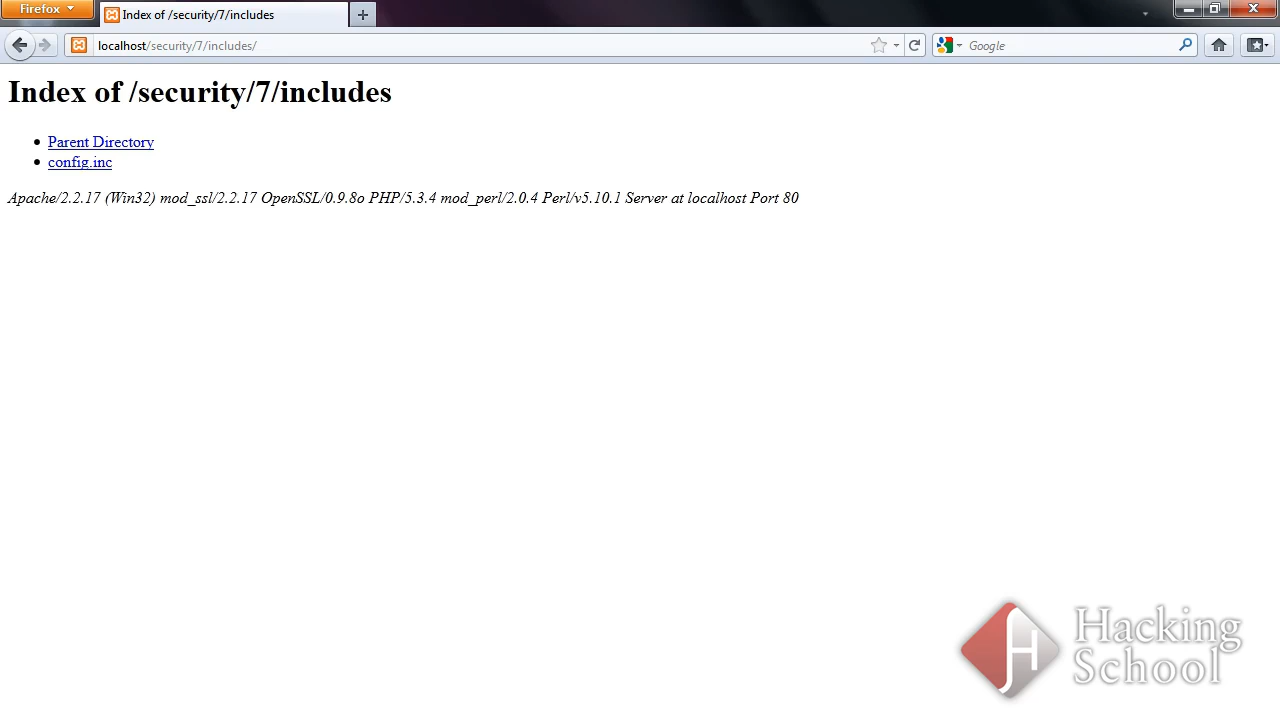 Firefox
Index of /security/7/includes
localhost/security/7/includes/
Google
Index of /security/7/includes
Parent Directory
config.inc
Apache/2.2.17 (Win32) mod_ssl/2.2.17 OpenSSL/0.9.8o PHP/5.3.4 mod_perl/2.0.4 Perl/v5.10.1 Server at localhost Port 80
Hacking
School